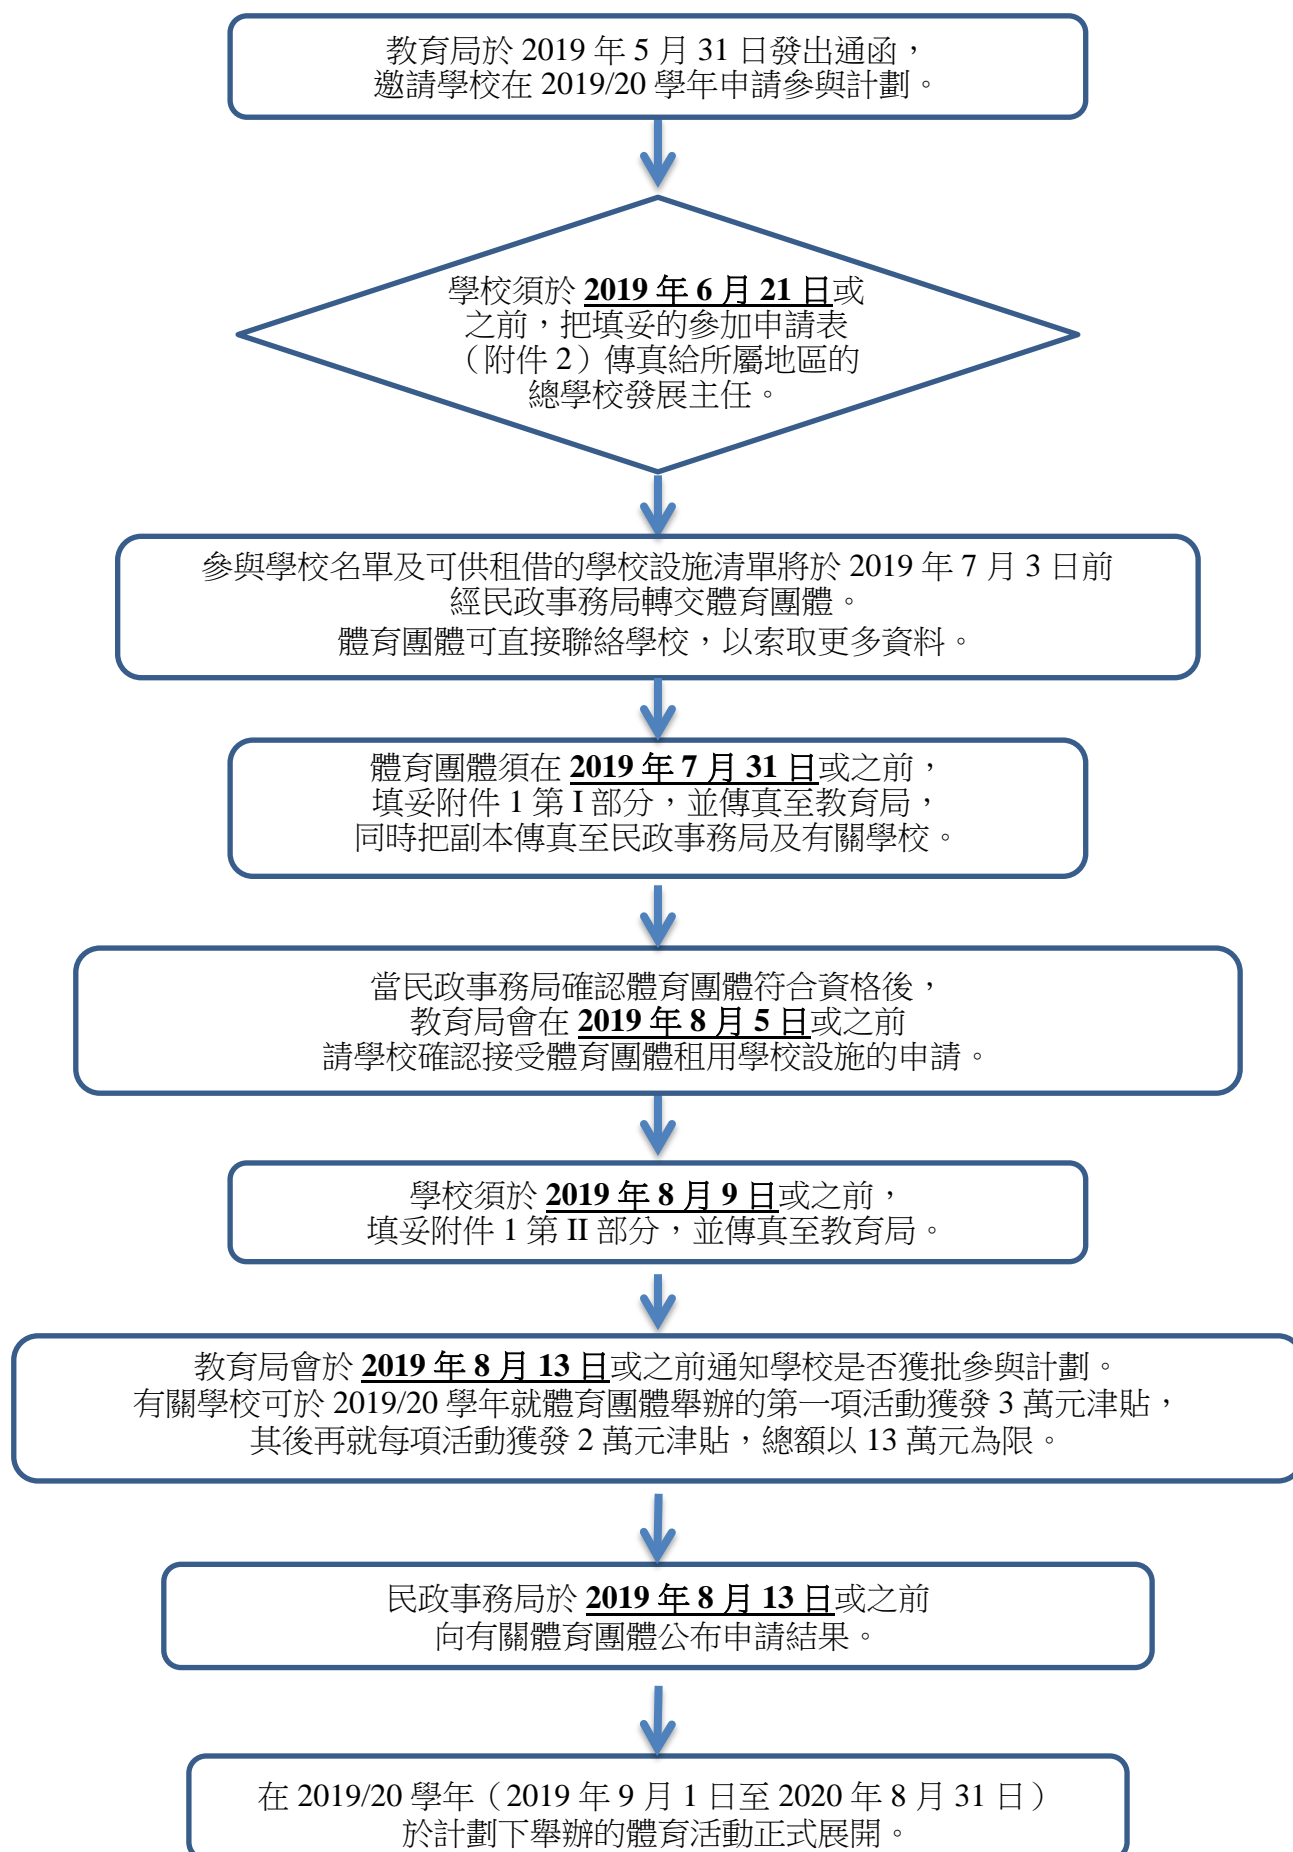 教育局於 2019 年 5 月 31 日發出通函，
邀請學校在 2019/20 學年申請參與計劃。
學校須於 2019 年 6 月 21 日或
之前，把填妥的參加申請表
（附件 2）傳真給所屬地區的
總學校發展主任。
參與學校名單及可供租借的學校設施清單將於 2019 年 7 月 3 日前
經民政事務局轉交體育團體。
體育團體可直接聯絡學校，以索取更多資料。
體育團體須在 2019 年 7 月 31 日或之前，
填妥附件 1 第 I 部分，並傳真至教育局，
同時把副本傳真至民政事務局及有關學校。
當民政事務局確認體育團體符合資格後，
教育局會在 2019 年 8 月 5 日或之前
請學校確認接受體育團體租用學校設施的申請。
學校須於 2019 年 8 月 9 日或之前，
填妥附件 1 第 II 部分，並傳真至教育局。
教育局會於 2019 年 8 月 13 日或之前通知學校是否獲批參與計劃。
有關學校可於 2019/20 學年就體育團體舉辦的第一項活動獲發 3 萬元津貼，
其後再就每項活動獲發 2 萬元津貼，總額以 13 萬元為限。
民政事務局於 2019 年 8 月 13 日或之前
向有關體育團體公布申請結果。
在 2019/20 學年（2019 年 9 月 1 日至 2020 年 8 月 31 日）
於計劃下舉辦的體育活動正式展開。